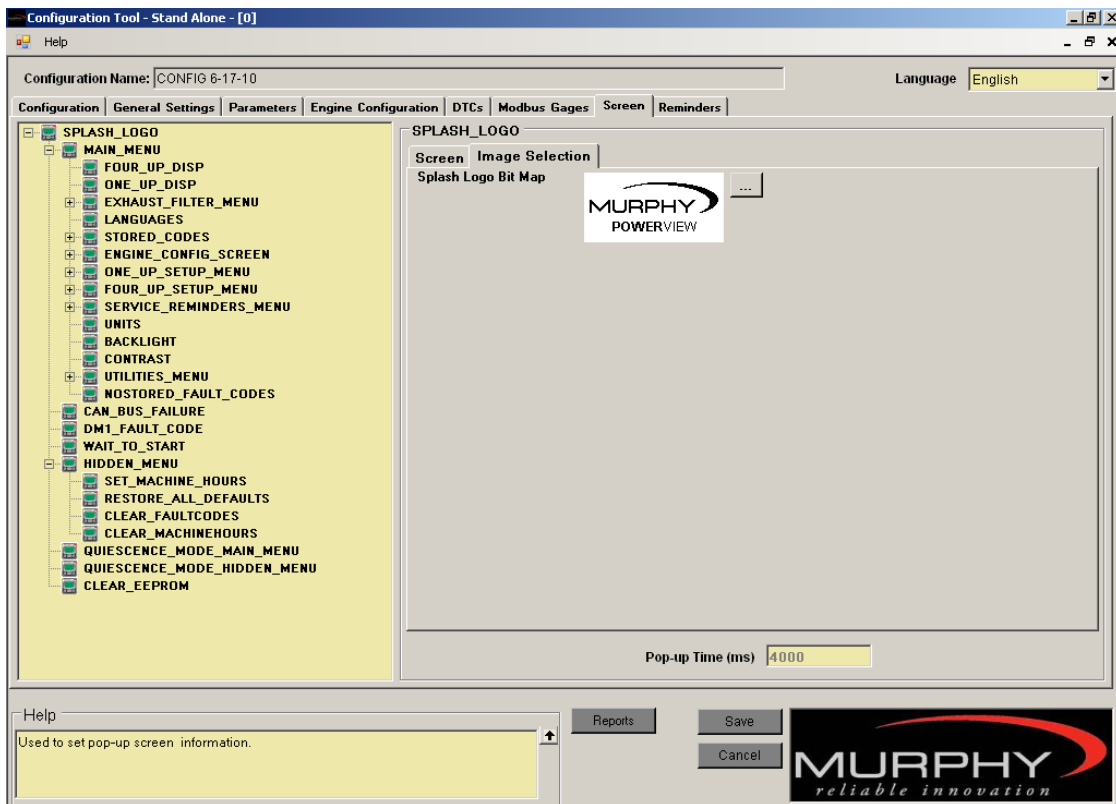 Configuration Tool - Stand Alone - [0]
Help
Configuration Name: CONFIG 6-17-10
Language English
Configuration General Settings Parameters Engine Configuration DTCs Modbus Gages Screen Reminders
SPLASH_LOGO
MAIN_MENU
FOUR_UP_DISP
ONE_UP_DISP
EXHAUST_FILTER_MENU
LANGUAGES
STORED_CODES
ENGINE_CONFIG_SCREEN
ONE_UP_SETUP_MENU
FOUR_UP_SETUP_MENU
SERVICE_REMINDERS_MENU
UNITS
BACKLIGHT
CONTRAST
UTILITIES_MENU
NOSTORED_FAULT_CODES
CAN_BUS_FAILURE
DM1_FAULT_CODE
WAIT_TO_START
HIDDEN_MENU
SET_MACHINE_HOURS
RESTORE_ALL_DEFAULTS
CLEAR_FAULTCODES
CLEAR_MACHINEHOURS
QUIESCENCE_MODE_MAIN_MENU
QUIESCENCE_MODE_HIDDEN_MENU
CLEAR_EEPROM
SPLASH_LOGO
Screen Image Selection
Splash Logo Bit Map
MURPHY
POWERVIEW
...
Pop-up Time (ms) 4000
Help
Used to set pop-up screen information.
Reports
Save
Cancel
MURPHY
reliable innovation